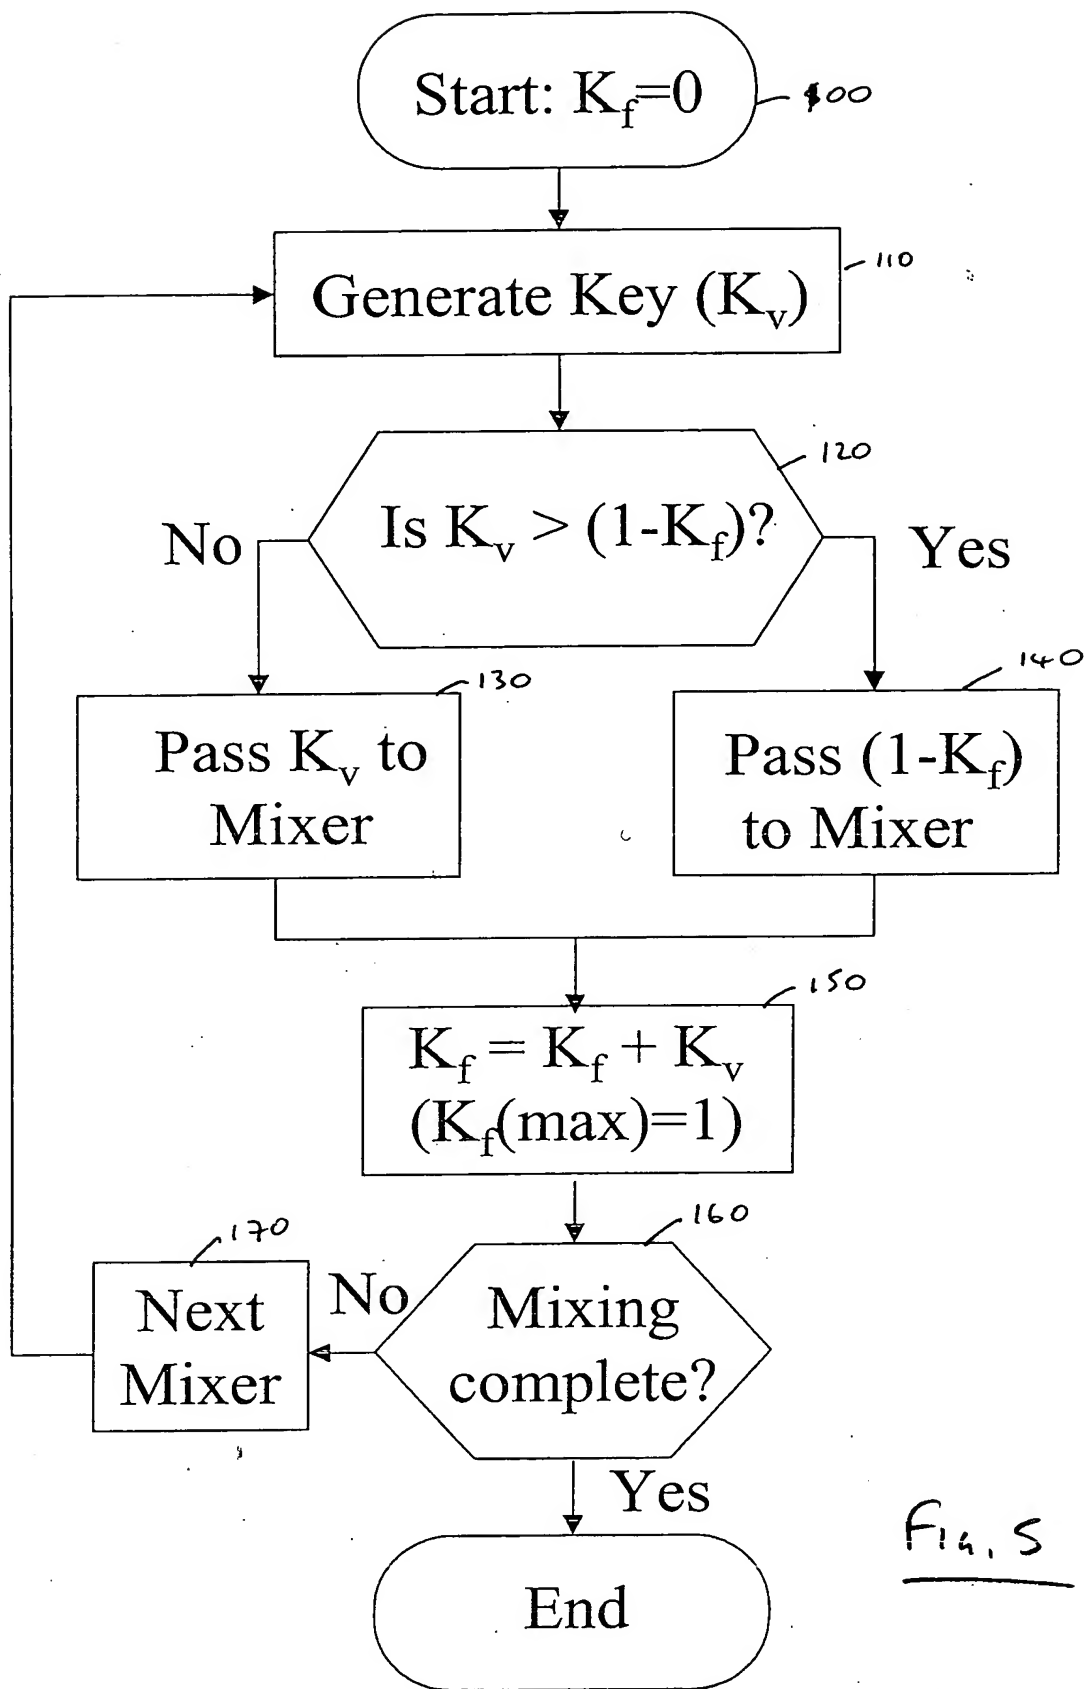 Start: K_f=0
100
Generate Key (K_v)
110
Is K_v > (1-K_f)?
120
No
Yes
Pass K_v to
Mixer
130
Pass (1-K_f)
to Mixer
140
K_f = K_f + K_v
(K_f(max)=1)
150
Mixing
complete?
160
No
Next
Mixer
170
Yes
End
Fig. 5